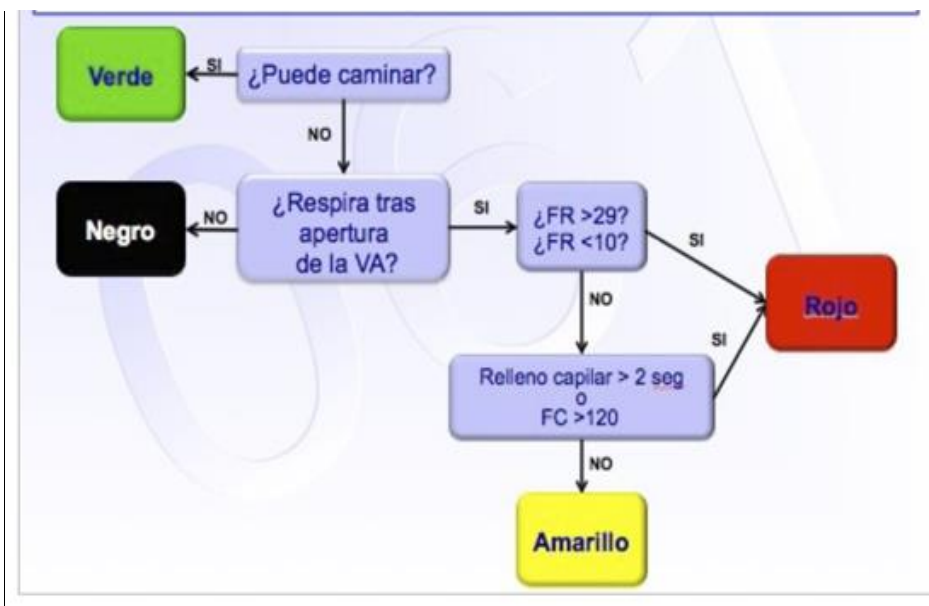 Verde
SI
¿Puede caminar?
NO
Negro
NO
¿Respira tras
apertura
de la VA?
SI
¿FR >29?
¿FR <10?
SI
Rojo
NO
SI
Relleno capilar > 2 seg
o
FC >120
NO
Amarillo